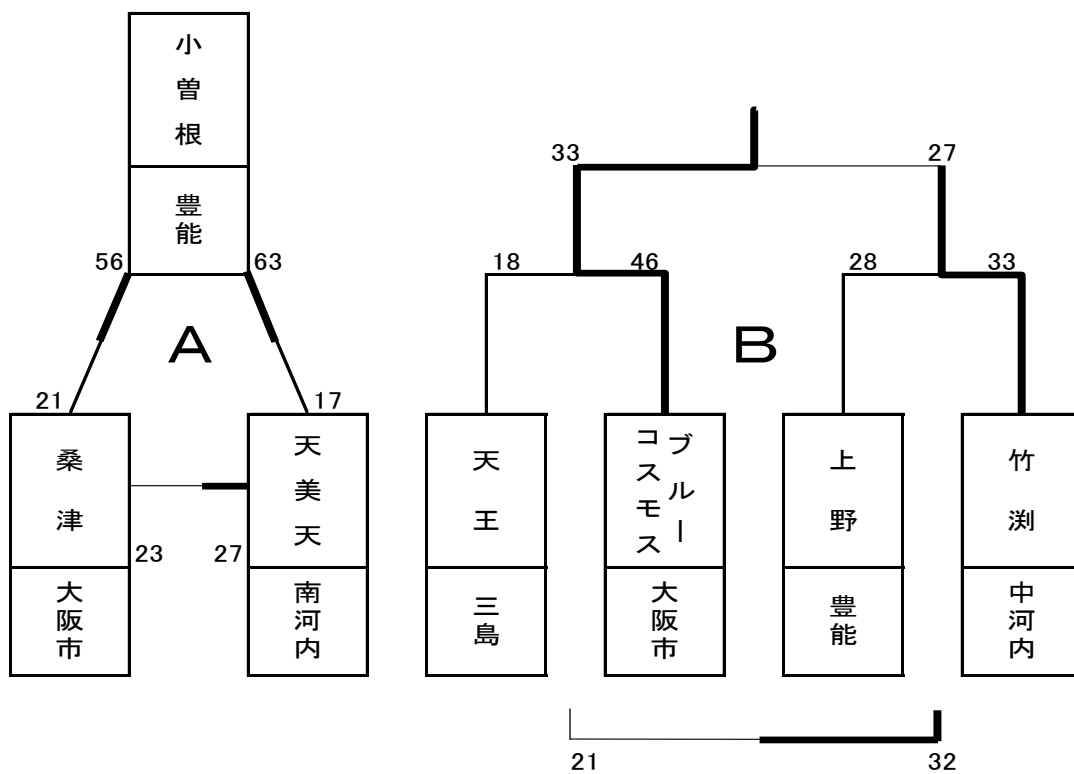 小曽根
豊能
56
63
A
21
17
桑津
天美天
23
27
大阪市
南河内
33
27
18
46
28
33
B
天王
ブルー
コスモス
上野
竹渕
三島
大阪市
豊能
中河内
21
32